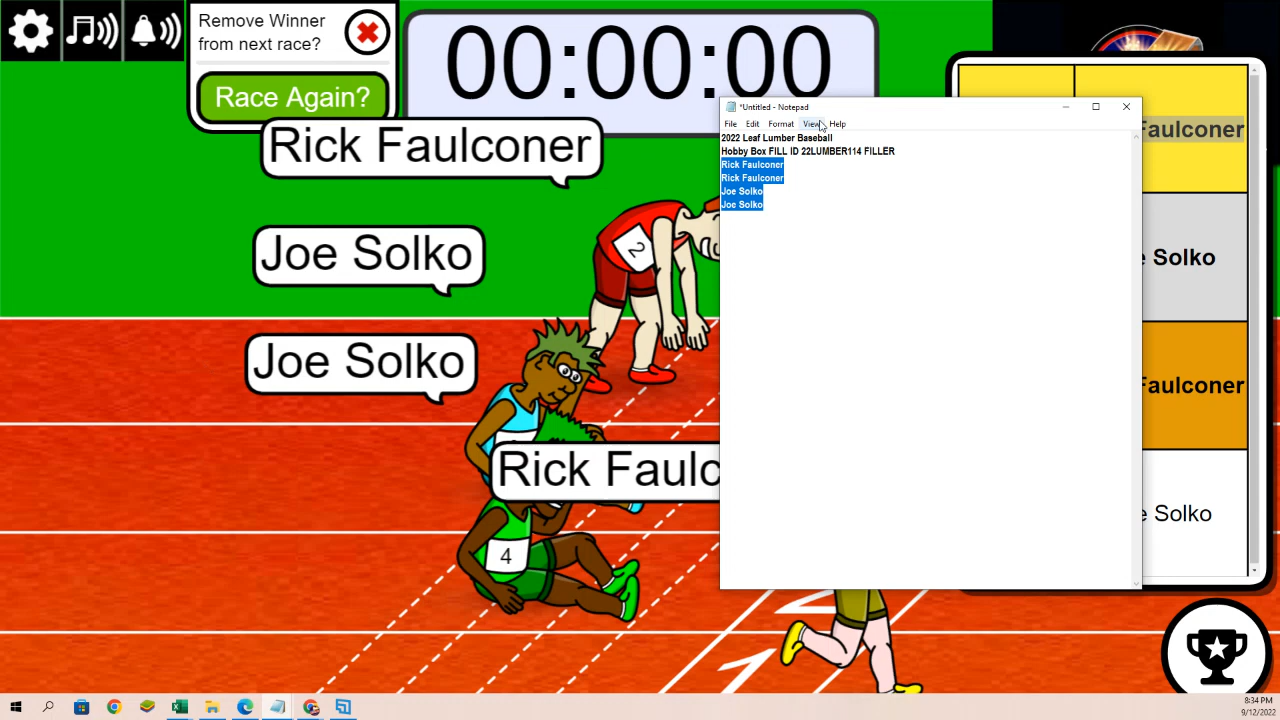 Remove Winner
from next race?
Race Again?
00:00:00
Rick Faulconer
Joe Solko
Joe Solko
Rick Faulc
2
4
*Untitled - Notepad
File Edit Format View Help
2022 Leaf Lumber Baseball
Hobby Box FILL ID 22LUMBER114 FILLER
Rick Faulconer
Rick Faulconer
Joe Solko
Joe Solko
Faulconer
e Solko
Faulconer
e Solko
8:34 PM
9/12/2022